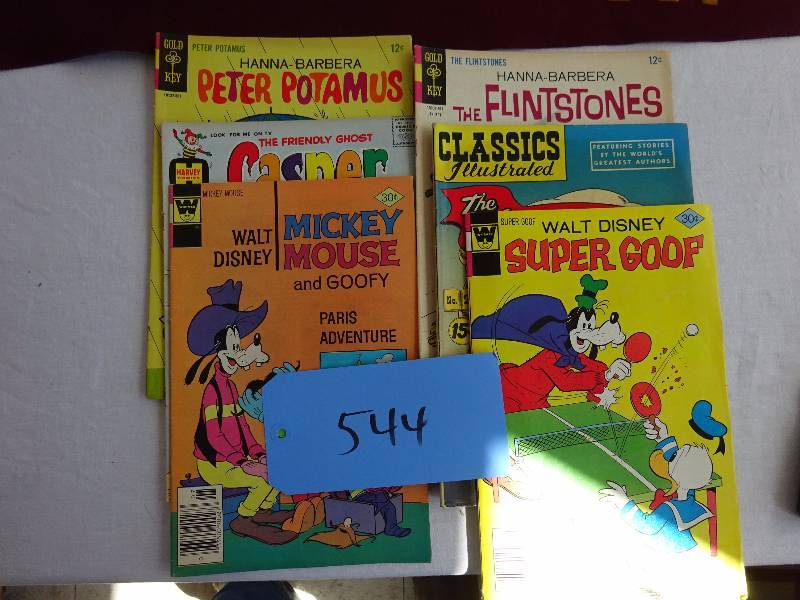 GOLD
KEY
PETER POTAMUS
12¢
HANNA-BARBERA
PETER POTAMUS
GOLD
KEY
THE FLINTSTONES
12¢
HANNA-BARBERA
THE FLINTSTONES
LOOK FOR ME ON TV
THE FRIENDLY GHOST
Casper
HARVEY
CLASSICS
Illustrated
FEATURING STORIES
BY THE WORLD'S
GREATEST AUTHORS
The
No.
15
MICKEY MOUSE
30¢
WALT
DISNEY
MICKEY
MOUSE
and GOOFY
PARIS
ADVENTURE
SUPER GOOF
30¢
WALT DISNEY
SUPER GOOF
544